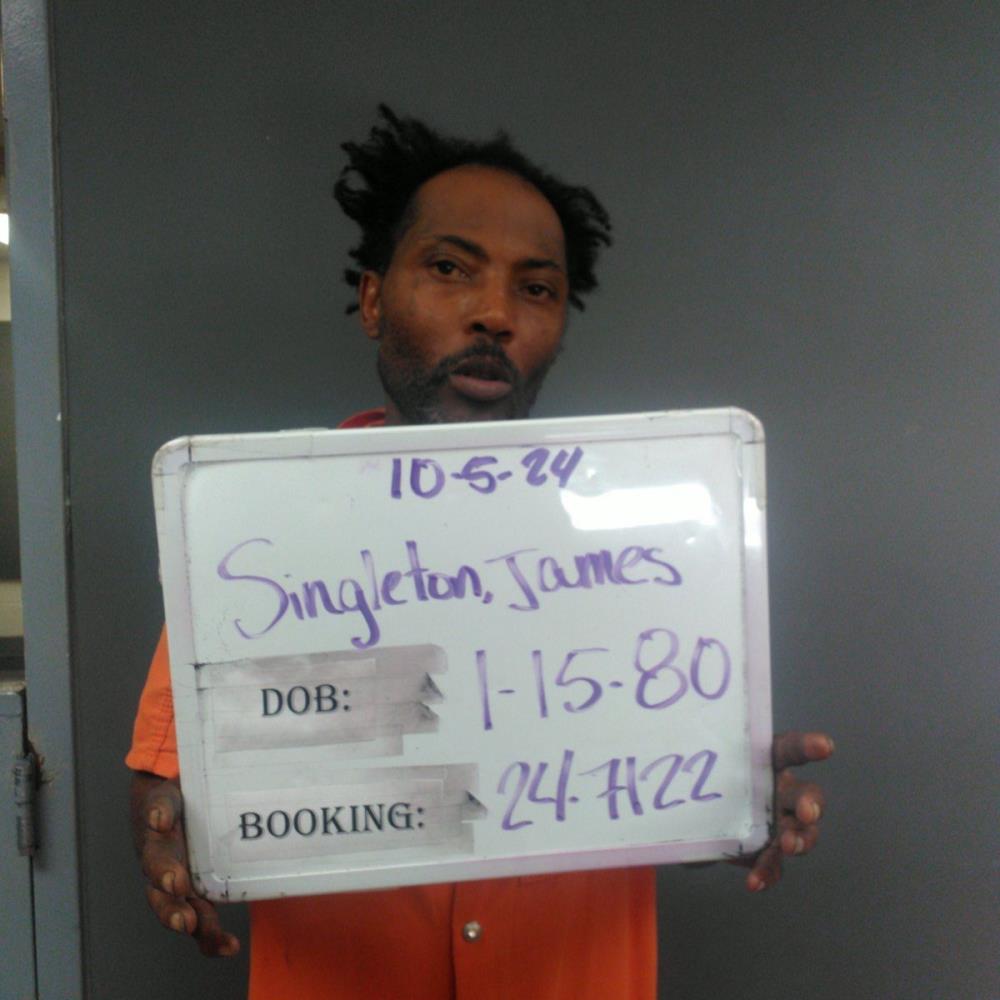 10-5-24
Singleton, James
DOB: 1-15-80
BOOKING: 24-7122